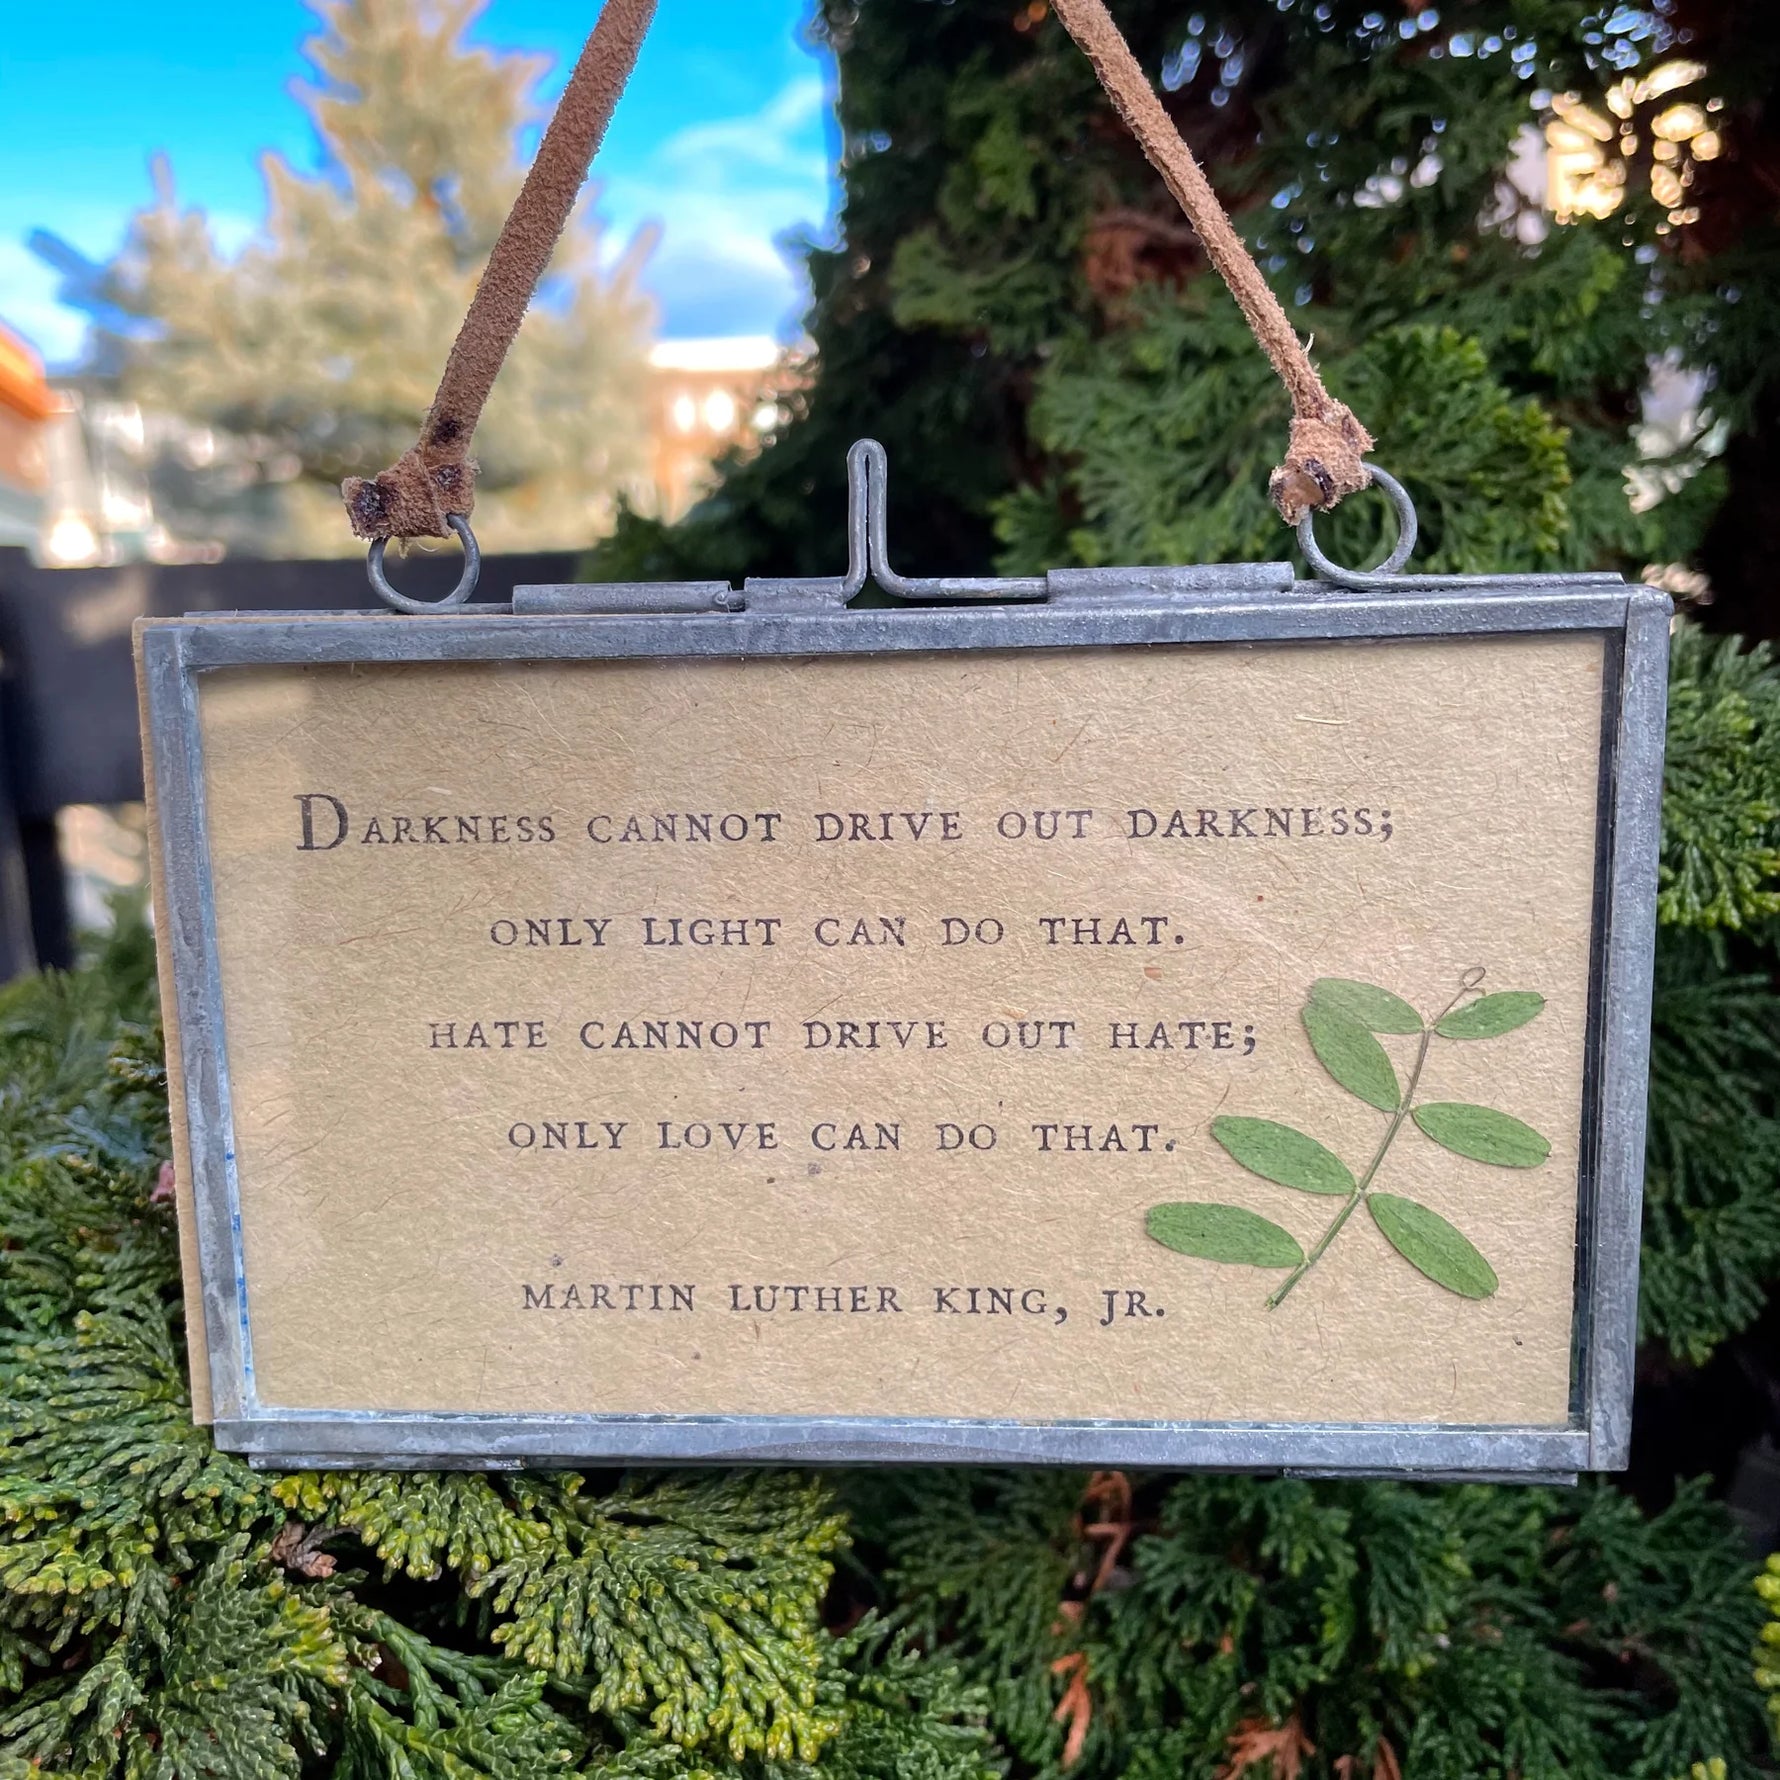 DARKNESS CANNOT DRIVE OUT DARKNESS;
ONLY LIGHT CAN DO THAT.
HATE CANNOT DRIVE OUT HATE;
ONLY LOVE CAN DO THAT.
MARTIN LUTHER KING, JR.